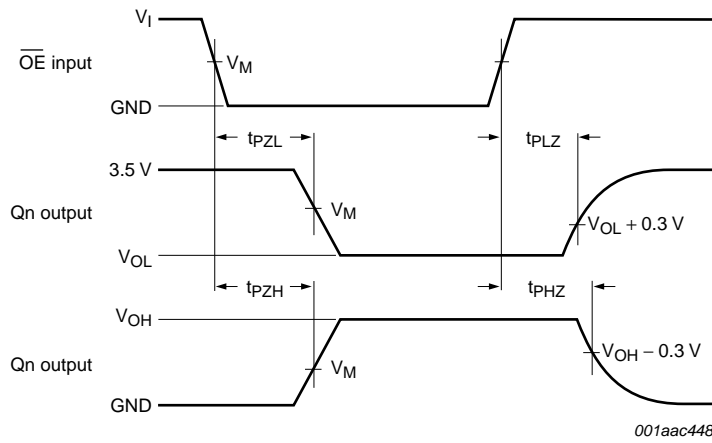 V_I
O̅E̅ input
V_M
GND
t_PZL
t_PLZ
3.5 V
Qn output
V_M
V_OL + 0.3 V
V_OL
t_PZH
t_PHZ
V_OH
Qn output
V_M
V_OH − 0.3 V
GND
001aac448